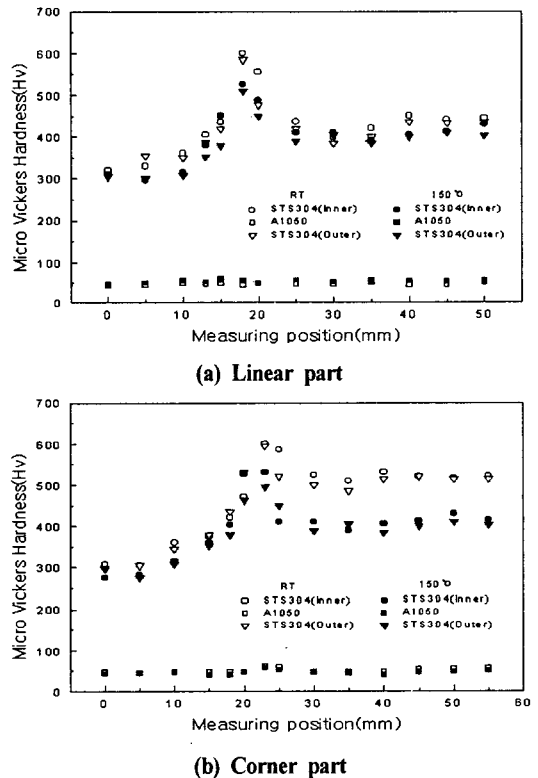 700
600
500
400
300
200
100
0
Micro Vickers Hardness(Hv)
RT 150℃
STS304(Inner) STS304(Inner)
A1050 A1050
STS304(Outer) STS304(Outer)
0 10 20 30 40 50
Measuring position(mm)
(a) Linear part
700
600
500
400
300
200
100
0
Micro Vickers Hardness(Hv)
RT 150℃
STS304(Inner) STS304(Inner)
A1050 A1050
STS304(Outer) STS304(Outer)
0 10 20 30 40 50 60
Measuring position(mm)
(b) Corner part